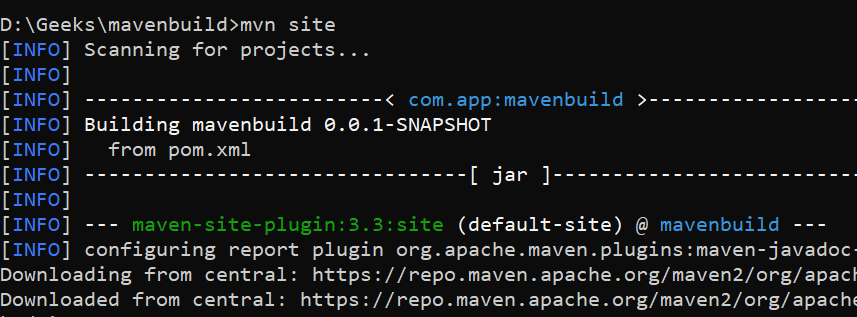 D:\Geeks\mavenbuild>mvn site
[INFO] Scanning for projects...
[INFO]
[INFO] --------------------------< com.app:mavenbuild >------------------
[INFO] Building mavenbuild 0.0.1-SNAPSHOT
[INFO]   from pom.xml
[INFO] --------------------------------[ jar ]--------------------------
[INFO]
[INFO] --- maven-site-plugin:3.3:site (default-site) @ mavenbuild ---
[INFO] configuring report plugin org.apache.maven.plugins:maven-javadoc-
Downloading from central: https://repo.maven.apache.org/maven2/org/apach
Downloaded from central: https://repo.maven.apache.org/maven2/org/apache